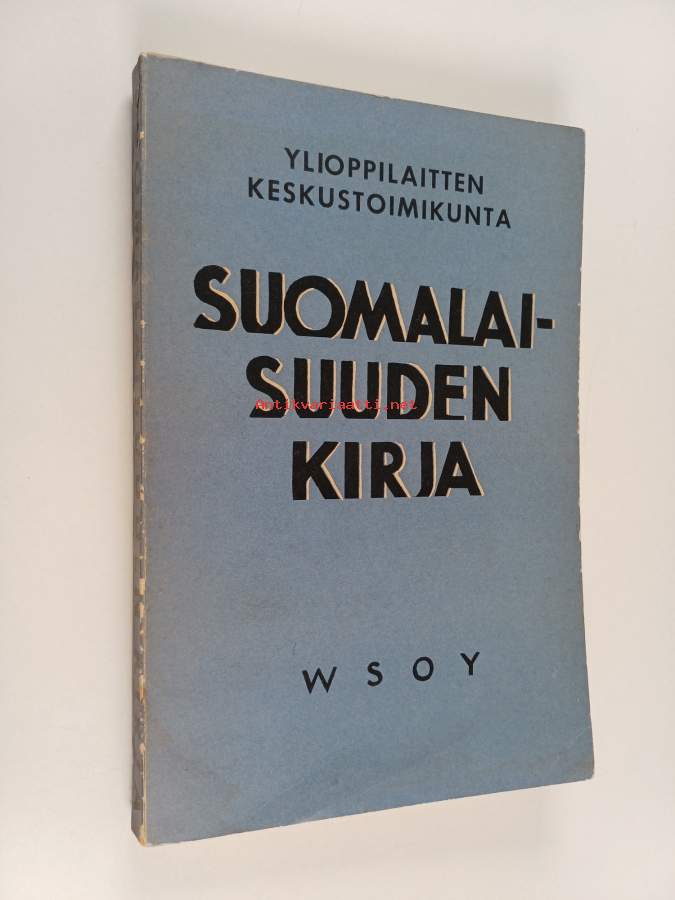 YLIOPPILAITTEN
KESKUSTOIMIKUNTA
SUOMALAI-
SUUDEN
Antikvariaatti.net
KIRJA
WSOY